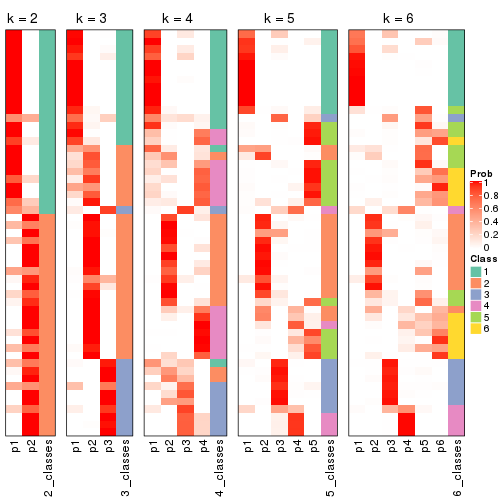 k = 2
k = 3
k = 4
k = 5
k = 6
Prob
1
0.8
0.6
0.4
0.2
0
Class
1
2
3
4
5
6
p1
p2
2_classes
p1
p2
p3
3_classes
p1
p2
p3
p4
4_classes
p1
p2
p3
p4
p5
5_classes
p1
p2
p3
p4
p5
p6
6_classes